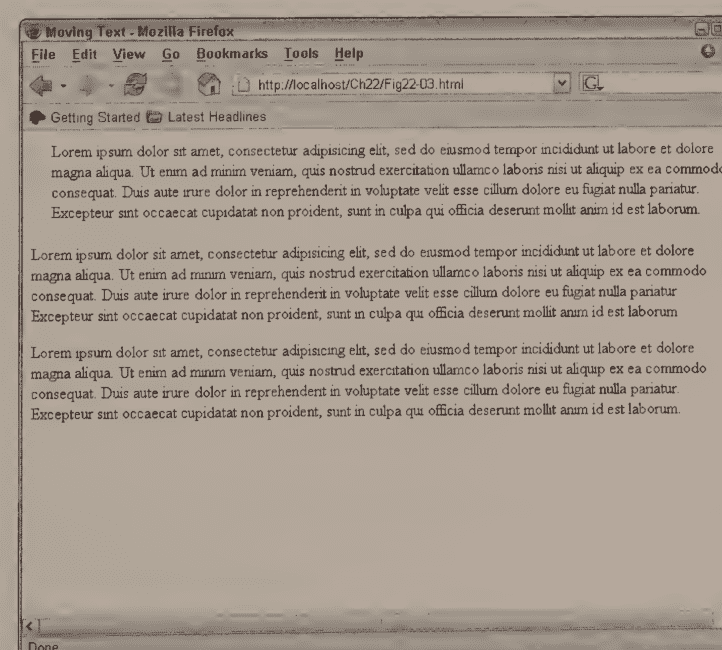 Moving Text - Mozilla Firefox
File Edit View Go Bookmarks Tools Help
http://localhost/Ch22/Fig22-03.html
Getting Started Latest Headlines
Lorem ipsum dolor sit amet, consectetur adipisicing elit, sed do eiusmod tempor incididunt ut labore et dolore
magna aliqua. Ut enim ad minim veniam, quis nostrud exercitation ullamco laboris nisi ut aliquip ex ea commodo
consequat. Duis aute irure dolor in reprehenderit in voluptate velit esse cillum dolore eu fugiat nulla pariatur.
Excepteur sint occaecat cupidatat non proident, sunt in culpa qui officia deserunt mollit anim id est laborum.
Lorem ipsum dolor sit amet, consectetur adipisicing elit, sed do eiusmod tempor incididunt ut labore et dolore
magna aliqua. Ut enim ad minim veniam, quis nostrud exercitation ullamco laboris nisi ut aliquip ex ea commodo
consequat. Duis aute irure dolor in reprehenderit in voluptate velit esse cillum dolore eu fugiat nulla pariatur
Excepteur sint occaecat cupidatat non proident, sunt in culpa qui officia deserunt mollit anim id est laborum
Lorem ipsum dolor sit amet, consectetur adipisicing elit, sed do eiusmod tempor incididunt ut labore et dolore
magna aliqua. Ut enim ad minim veniam, quis nostrud exercitation ullamco laboris nisi ut aliquip ex ea commodo
consequat. Duis aute irure dolor in reprehenderit in voluptate velit esse cillum dolore eu fugiat nulla pariatur.
Excepteur sint occaecat cupidatat non proident, sunt in culpa qui officia deserunt mollit anim id est laborum.
Done